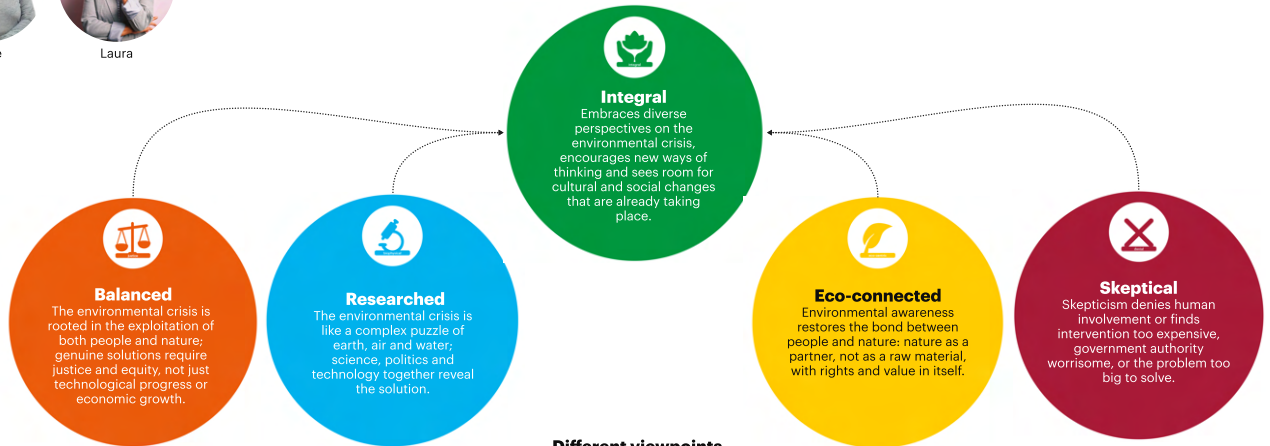 Laura
Integral
Embraces diverse
perspectives on the
environmental crisis,
encourages new ways of
thinking and sees room for
cultural and social changes
that are already taking
place.
Balanced
The environmental crisis is
rooted in the exploitation of
both people and nature;
genuine solutions require
justice and equity, not just
technological progress or
economic growth.
Researched
The environmental crisis is
like a complex puzzle of
earth, air and water;
science, politics and
technology together reveal
the solution.
Eco-connected
Environmental awareness
restores the bond between
people and nature: nature as a
partner, not as a raw material,
with rights and value in itself.
Skeptical
Skepticism denies human
involvement or finds
intervention too expensive,
government authority
worrisome, or the problem too
big to solve.
Different viewpoints